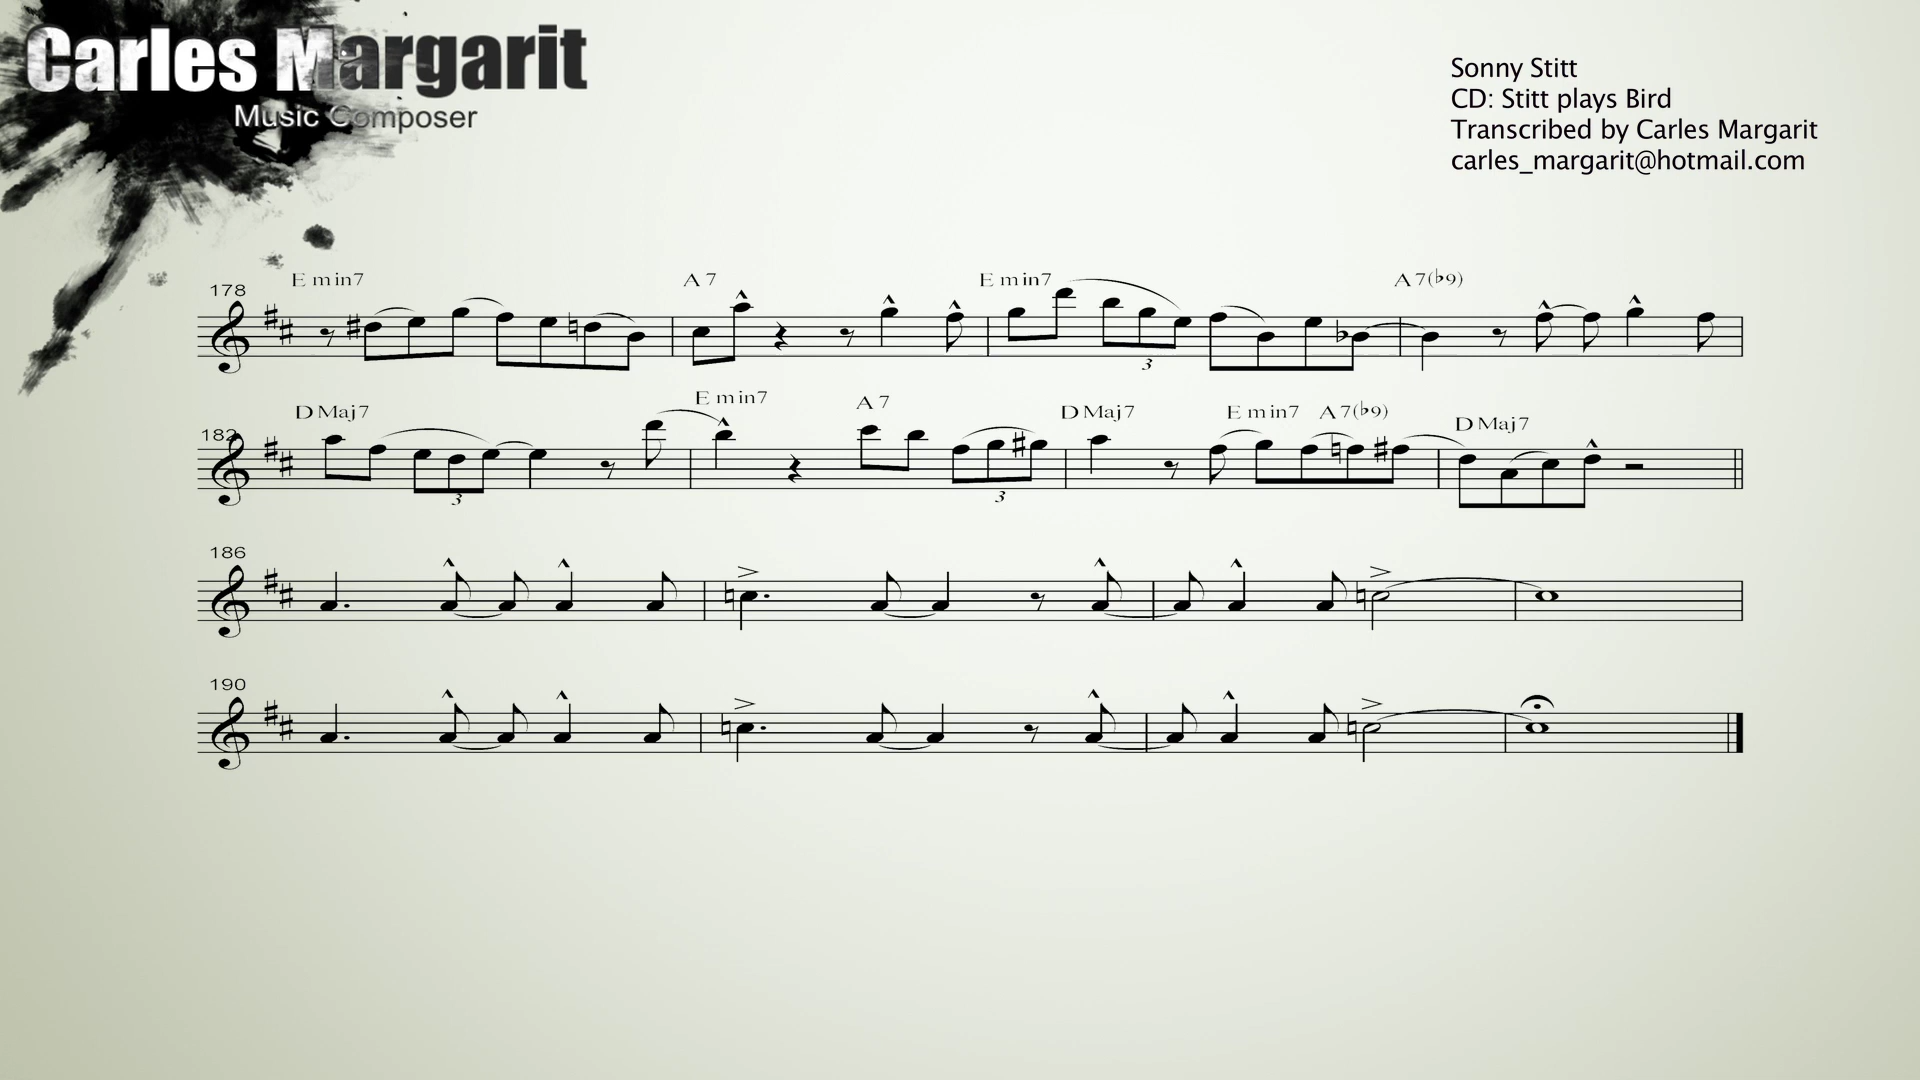 Carles Margarit
Music Composer
Sonny Stitt
CD: Stitt plays Bird
Transcribed by Carles Margarit
carles_margarit@hotmail.com
178 E min7 A 7 E min7 A 7(♭9)
3
182 D Maj7 E min7 A 7 D Maj7 E min7 A 7(♭9) D Maj7
3 3
186
190